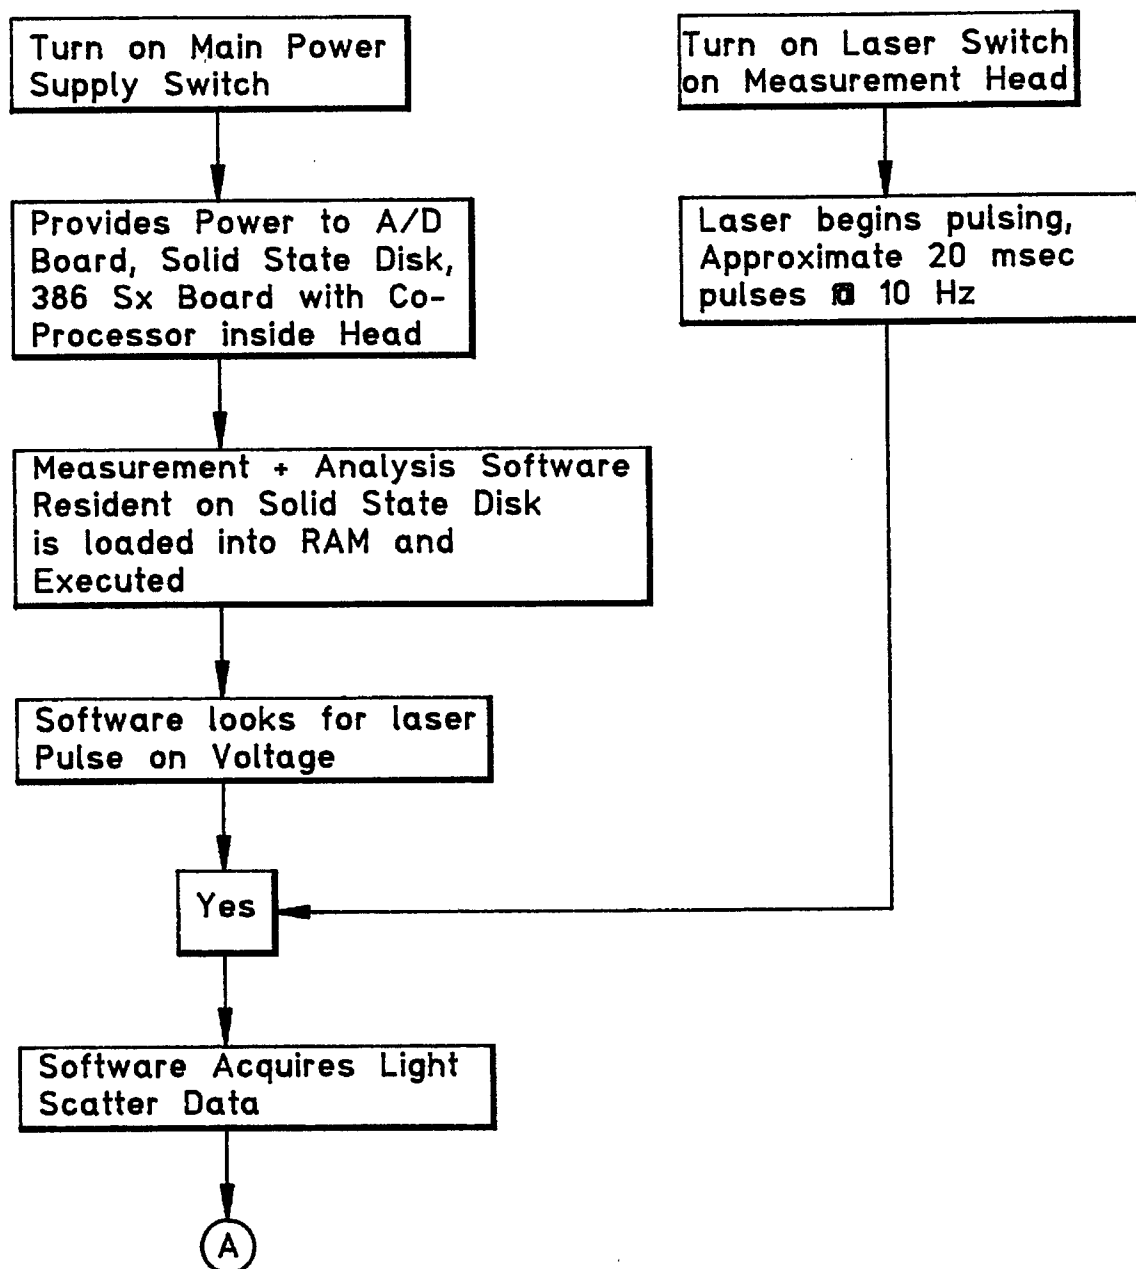 Turn on Main Power
Supply Switch
Turn on Laser Switch
on Measurement Head
Provides Power to A/D
Board, Solid State Disk,
386 Sx Board with Co-
Processor inside Head
Laser begins pulsing,
Approximate 20 msec
pulses @ 10 Hz
Measurement + Analysis Software
Resident on Solid State Disk
is loaded into RAM and
Executed
Software looks for laser
Pulse on Voltage
Yes
Software Acquires Light
Scatter Data
A